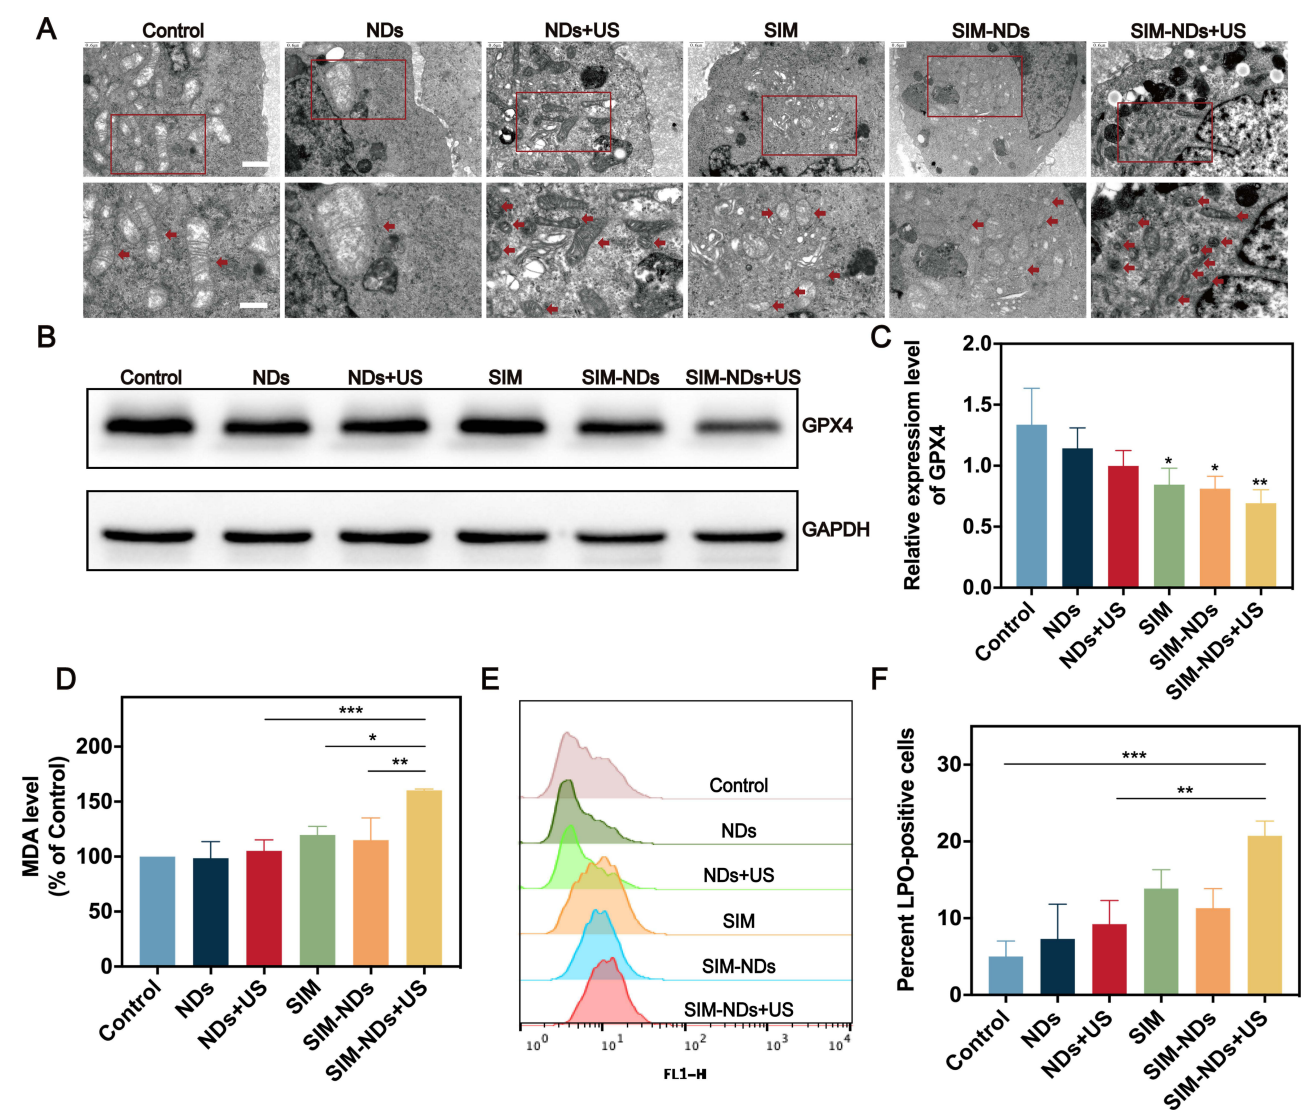 A
Control
NDs
NDs+US
SIM
SIM-NDs
SIM-NDs+US
B
Control
NDs
NDs+US
SIM
SIM-NDs
SIM-NDs+US
GPX4
GAPDH
C
Relative expression level
of GPX4
2.0
1.5
1.0
0.5
0.0
*
*
**
Control
NDs
NDs+US
SIM
SIM-NDs
SIM-NDs+US
D
MDA level
(% of Control)
200
150
100
50
0
***
*
**
Control
NDs
NDs+US
SIM
SIM-NDs
SIM-NDs+US
E
Control
NDs
NDs+US
SIM
SIM-NDs
SIM-NDs+US
10^0 10^1 10^2 10^3 10^4
FL1-H
F
Percent LPO-positive cells
30
20
10
0
***
**
Control
NDs
NDs+US
SIM
SIM-NDs
SIM-NDs+US